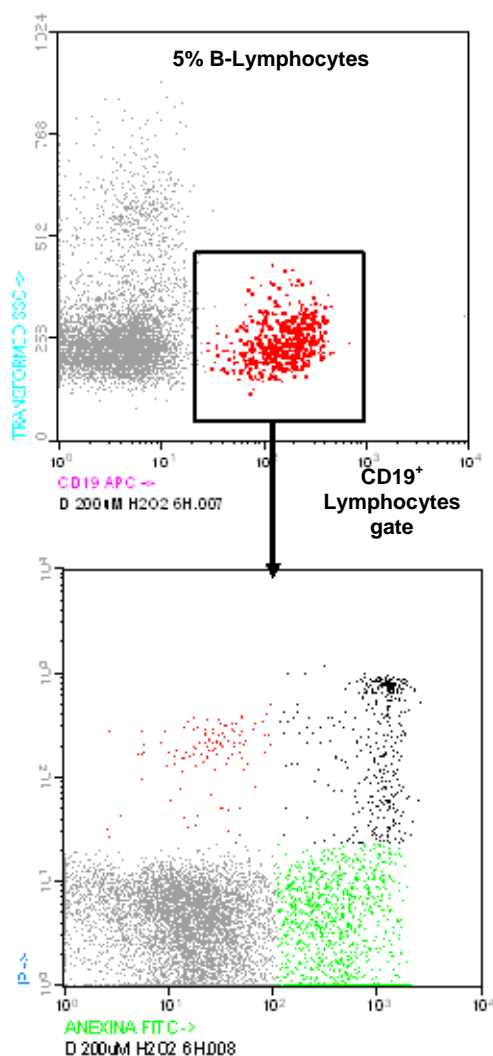 5% B-Lymphocytes
1024
768
512
256
0
TRANSFORMED SSC ->
10⁰ 10¹ 10² 10³ 10⁴
CD19 APC ->
D 200uM H2O2 6H.007
CD19⁺
Lymphocytes
gate
10⁴
10³
10²
10¹
10⁰
IP ->
10⁰ 10¹ 10² 10³ 10⁴
ANEXINA FITC->
D 200uM H2O2 6H.008